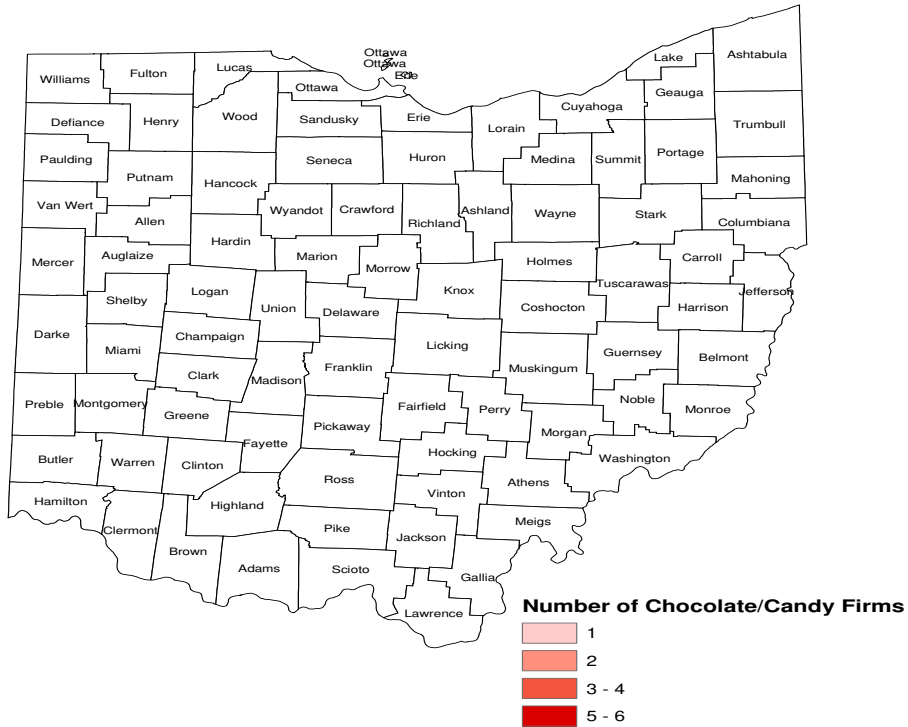 Ottawa
Ottawa
Erie
Lake
Ashtabula
Williams
Fulton
Lucas
Ottawa
Geauga
Defiance
Henry
Wood
Sandusky
Erie
Lorain
Cuyahoga
Trumbull
Paulding
Putnam
Hancock
Seneca
Huron
Medina
Summit
Portage
Mahoning
Van Wert
Allen
Wyandot
Crawford
Richland
Ashland
Wayne
Stark
Columbiana
Mercer
Auglaize
Hardin
Marion
Morrow
Knox
Holmes
Tuscarawas
Carroll
Jefferson
Shelby
Logan
Union
Delaware
Coshocton
Harrison
Darke
Miami
Champaign
Licking
Muskingum
Guernsey
Belmont
Clark
Madison
Franklin
Preble
Montgomery
Greene
Fairfield
Perry
Noble
Monroe
Fayette
Pickaway
Morgan
Butler
Warren
Clinton
Hocking
Washington
Ross
Vinton
Athens
Hamilton
Clermont
Highland
Pike
Jackson
Meigs
Brown
Adams
Scioto
Gallia
Lawrence
Number of Chocolate/Candy Firms
1
2
3 - 4
5 - 6